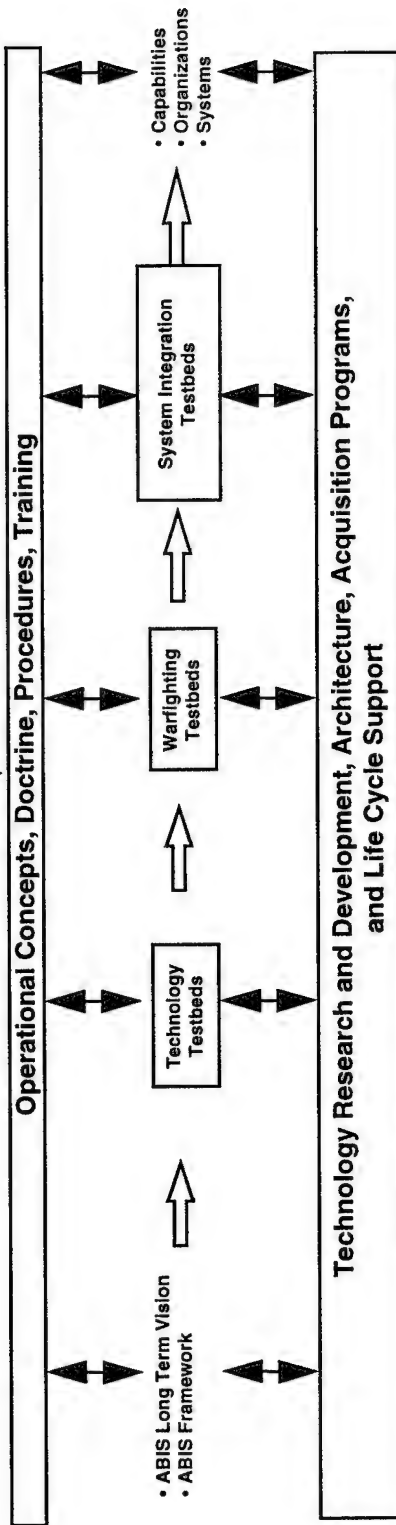 Operational Concepts, Doctrine, Procedures, Training
• ABIS Long Term Vision
• ABIS Framework
Technology
Testbeds
Warfighting
Testbeds
System Integration
Testbeds
• Capabilities
• Organizations
• Systems
Technology Research and Development, Architecture, Acquisition Programs,
and Life Cycle Support